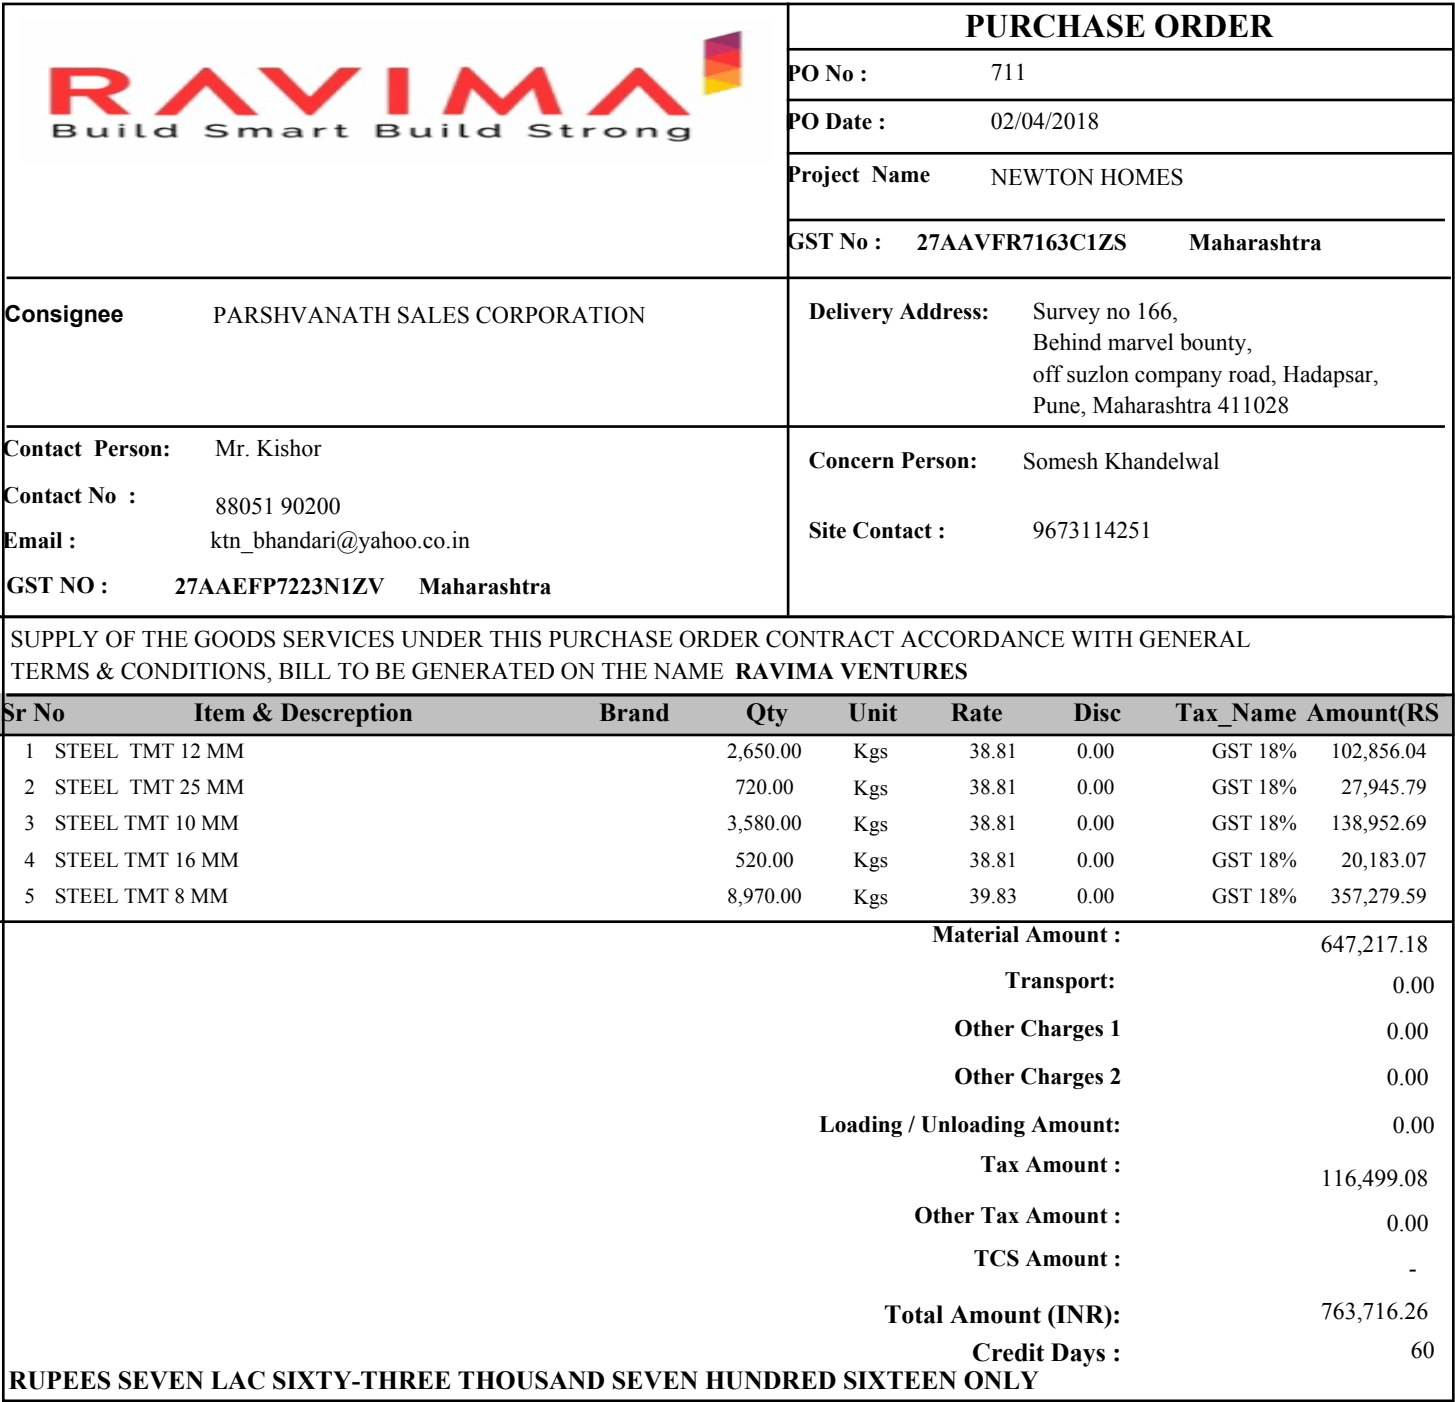 RAVIMA
Build Smart Build Strong
PURCHASE ORDER
PO No : 711
PO Date : 02/04/2018
Project Name NEWTON HOMES
GST No : 27AAVFR7163C1ZS Maharashtra
Consignee PARSHVANATH SALES CORPORATION
Delivery Address: Survey no 166,
Behind marvel bounty,
off suzlon company road, Hadapsar,
Pune, Maharashtra 411028
Contact Person: Mr. Kishor
Contact No : 88051 90200
Email : ktn_bhandari@yahoo.co.in
GST NO : 27AAEFP7223N1ZV Maharashtra
Concern Person: Somesh Khandelwal
Site Contact : 9673114251
SUPPLY OF THE GOODS SERVICES UNDER THIS PURCHASE ORDER CONTRACT ACCORDANCE WITH GENERAL
TERMS & CONDITIONS, BILL TO BE GENERATED ON THE NAME RAVIMA VENTURES
Sr No Item & Descreption Brand Qty Unit Rate Disc Tax_Name Amount(RS
1 STEEL TMT 12 MM 2,650.00 Kgs 38.81 0.00 GST 18% 102,856.04
2 STEEL TMT 25 MM 720.00 Kgs 38.81 0.00 GST 18% 27,945.79
3 STEEL TMT 10 MM 3,580.00 Kgs 38.81 0.00 GST 18% 138,952.69
4 STEEL TMT 16 MM 520.00 Kgs 38.81 0.00 GST 18% 20,183.07
5 STEEL TMT 8 MM 8,970.00 Kgs 39.83 0.00 GST 18% 357,279.59
Material Amount : 647,217.18
Transport: 0.00
Other Charges 1 0.00
Other Charges 2 0.00
Loading / Unloading Amount: 0.00
Tax Amount : 116,499.08
Other Tax Amount : 0.00
TCS Amount : -
Total Amount (INR): 763,716.26
Credit Days : 60
RUPEES SEVEN LAC SIXTY-THREE THOUSAND SEVEN HUNDRED SIXTEEN ONLY